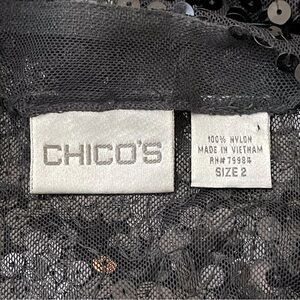 CHICO'S
100% NYLON
MADE IN VIETNAM
RN# 79984
SIZE 2